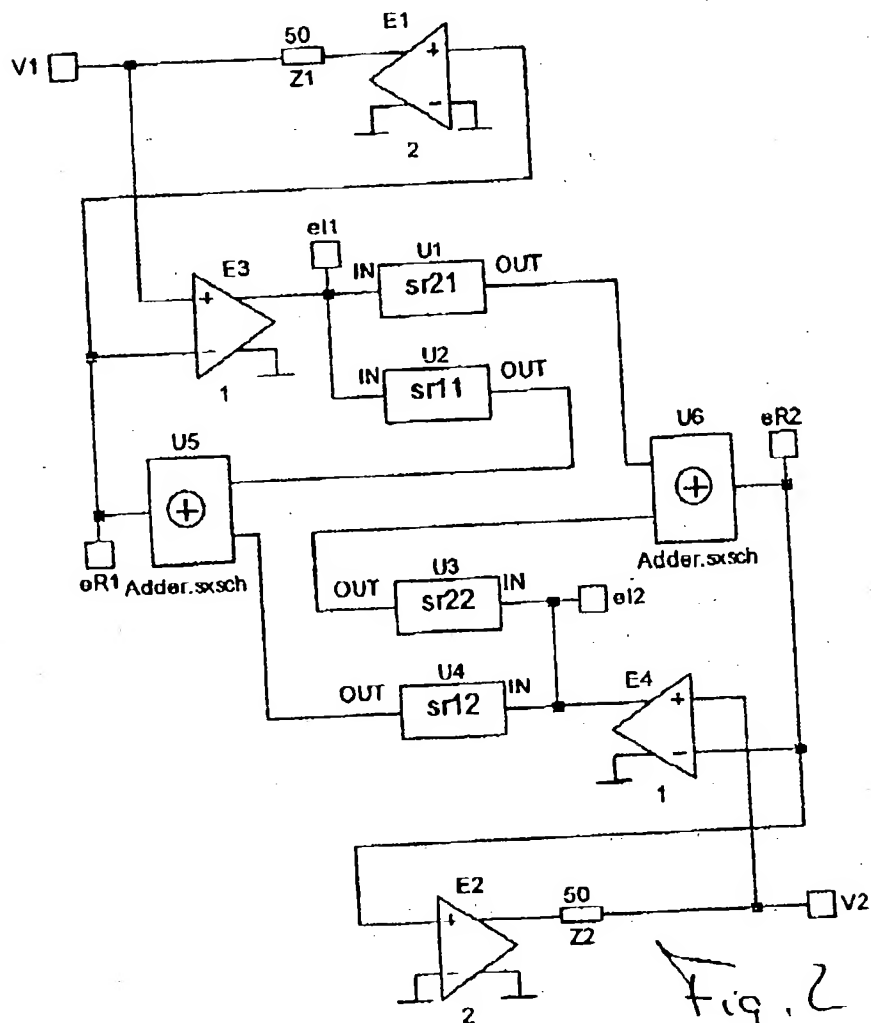 E1
50
V1
+
Z1
-
2
eI1
U1
E3
IN
OUT
sr21
+
U2
-
IN
OUT
sr11
1
U6
eR2
U5
+
+
eR1
Adder.sxsch
Adder.sxsch
U3
OUT
IN
sr22
eI2
U4
OUT
IN
E4
sr12
+
-
1
E2
50
+
V2
Z2
-
2
Fig. 2